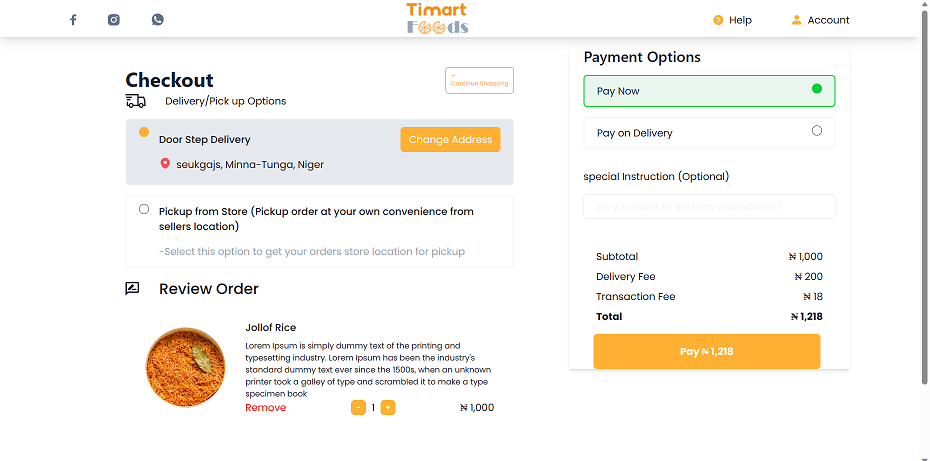 Timart
Foods
Help
Account
Checkout
←
Continue Shopping
Delivery/Pick up Options
Door Step Delivery
Change Address
seukgajs, Minna-Tunga, Niger
Pickup from Store (Pickup order at your own convenience from
sellers location)
-Select this option to get your orders store location for pickup
Review Order
Jollof Rice
Lorem Ipsum is simply dummy text of the printing and
typesetting industry. Lorem Ipsum has been the industry's
standard dummy text ever since the 1500s, when an unknown
printer took a galley of type and scrambled it to make a type
specimen book
Remove
- 1 +
₦ 1,000
Payment Options
Pay Now
Pay on Delivery
special Instruction (Optional)
Do you want to add any instructions?
Subtotal ₦ 1,000
Delivery Fee ₦ 200
Transaction Fee ₦ 18
Total ₦ 1,218
Pay ₦ 1,218